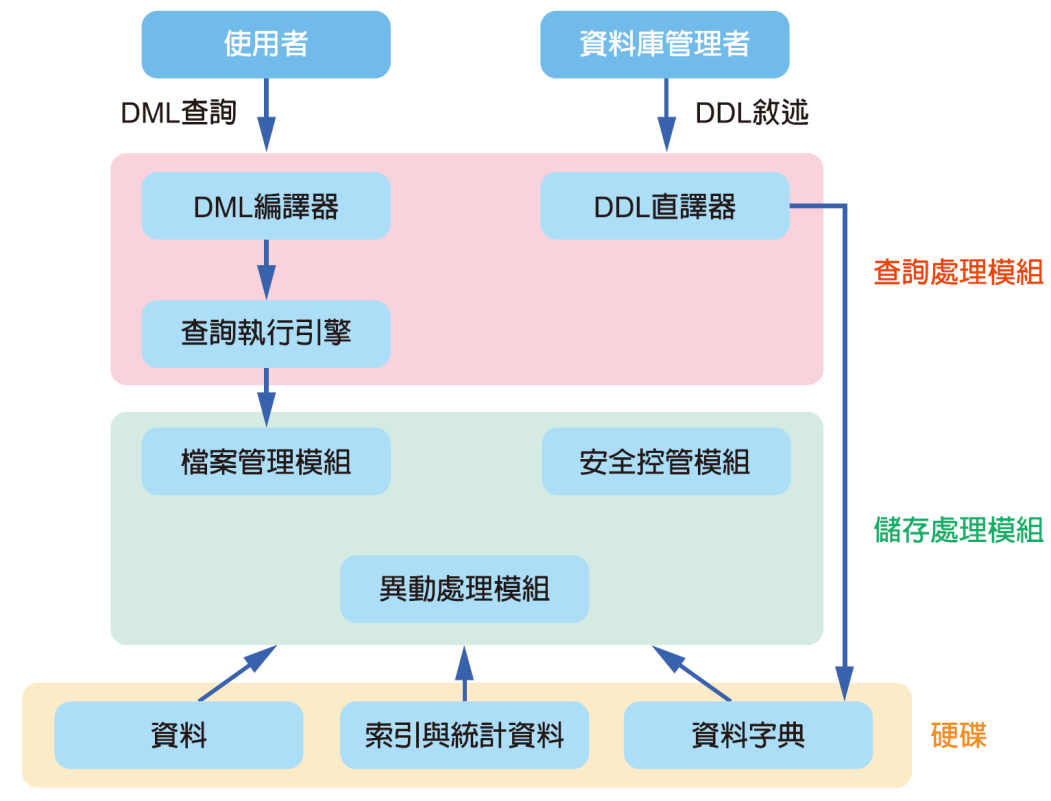 使用者
資料庫管理者
DML查詢
DDL敘述
DML編譯器
DDL直譯器
查詢處理模組
查詢執行引擎
檔案管理模組
安全控管模組
儲存處理模組
異動處理模組
資料
索引與統計資料
資料字典
硬碟